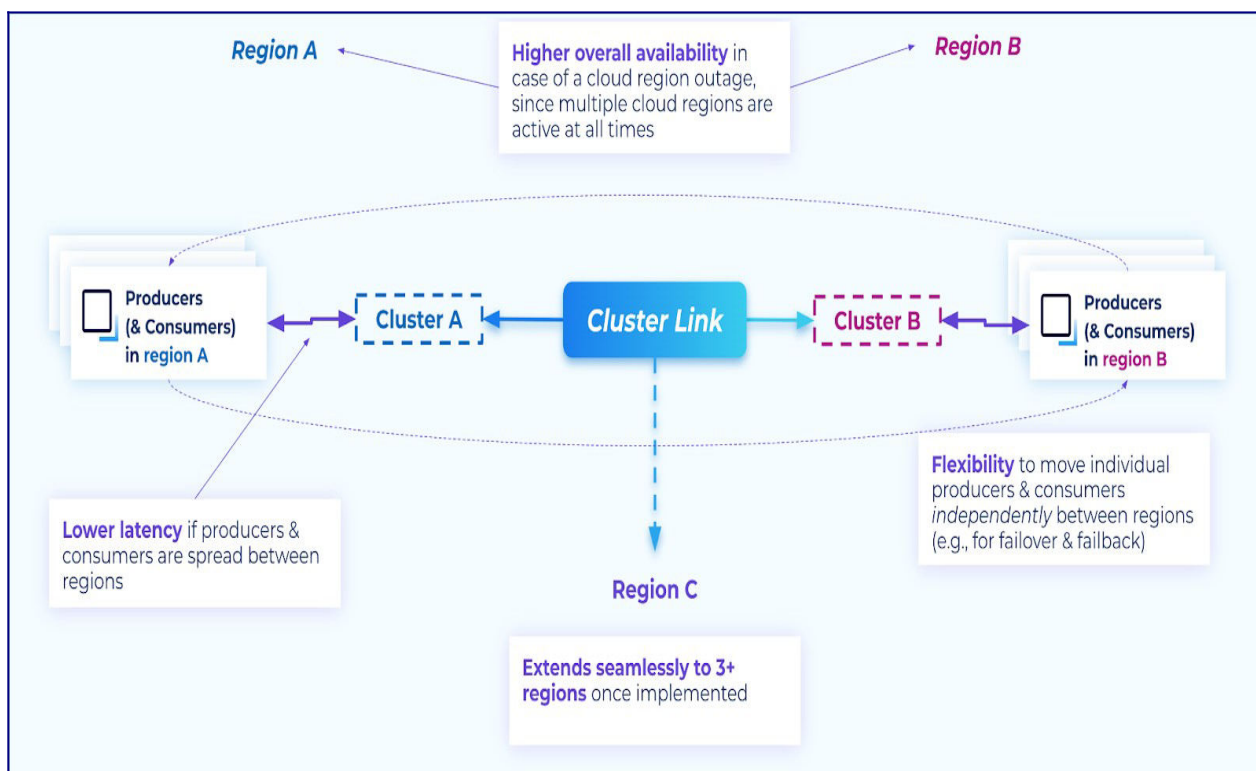 Region A
Higher overall availability in
case of a cloud region outage,
since multiple cloud regions are
active at all times
Region B
Producers
(& Consumers)
in region A
Cluster A
Cluster Link
Cluster B
Producers
(& Consumers)
in region B
Lower latency if producers &
consumers are spread between
regions
Flexibility to move individual
producers & consumers
independently between regions
(e.g., for failover & failback)
Region C
Extends seamlessly to 3+
regions once implemented